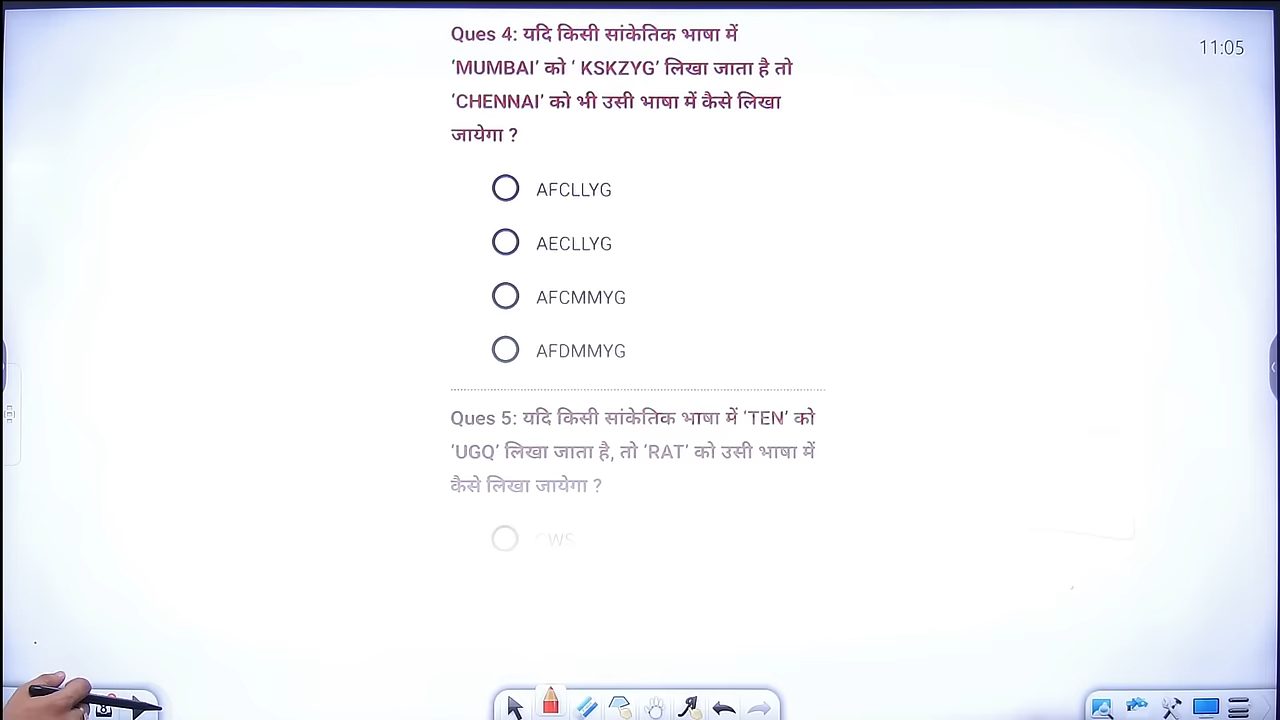 Ques 4: यदि किसी सांकेतिक भाषा में
'MUMBAI' को ' KSKZYG' लिखा जाता है तो
'CHENNAI' को भी उसी भाषा में कैसे लिखा
जायेगा ?
11:05
AFCLLYG
AECLLYG
AFCMMYG
AFDMMYG
Ques 5: यदि किसी सांकेतिक भाषा में 'TEN' को
'UGQ' लिखा जाता है, तो 'RAT' को उसी भाषा में
कैसे लिखा जायेगा ?